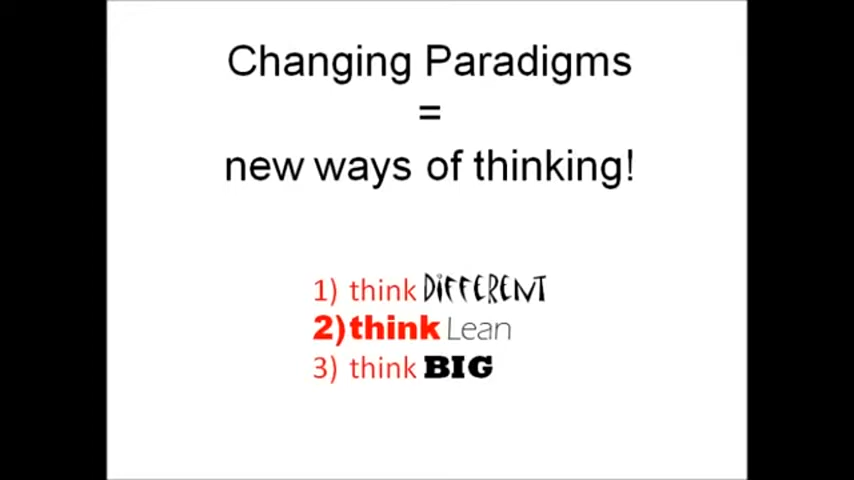 Changing Paradigms
=
new ways of thinking!
1) think DiFFERENT
2) think Lean
3) think BIG